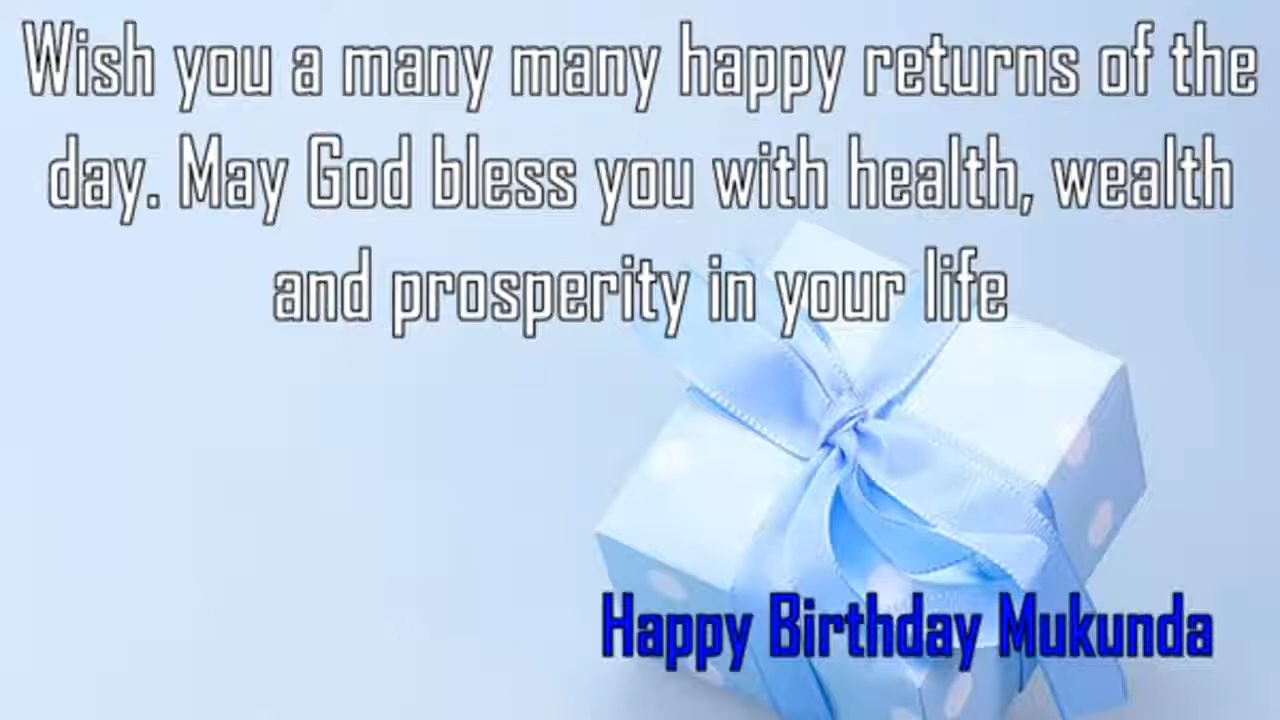 Wish you a many many happy returns of the
day. May God bless you with health, wealth
and prosperity in your life
Happy Birthday Mukunda